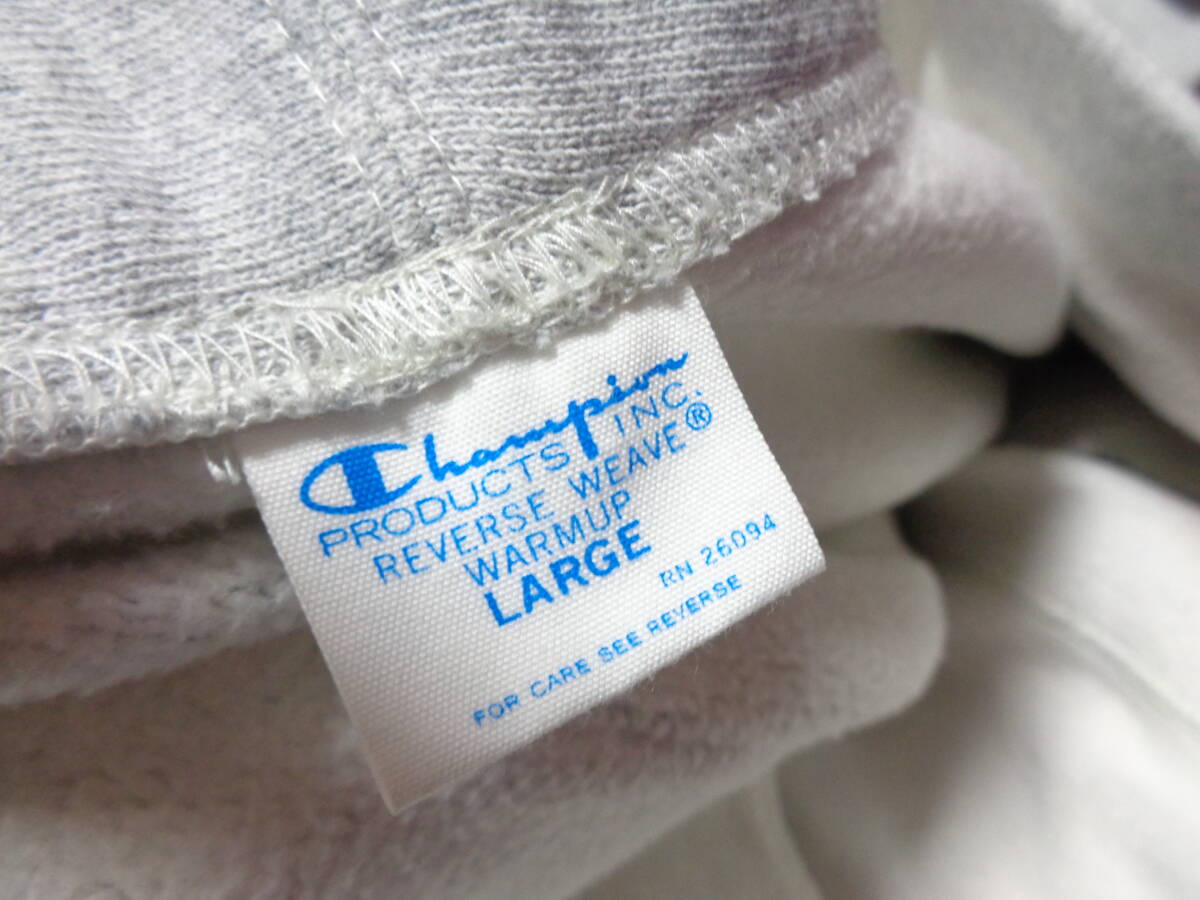 Champion
PRODUCTS INC.
REVERSE WEAVE®
WARMUP
LARGE
RN 26094
FOR CARE SEE REVERSE